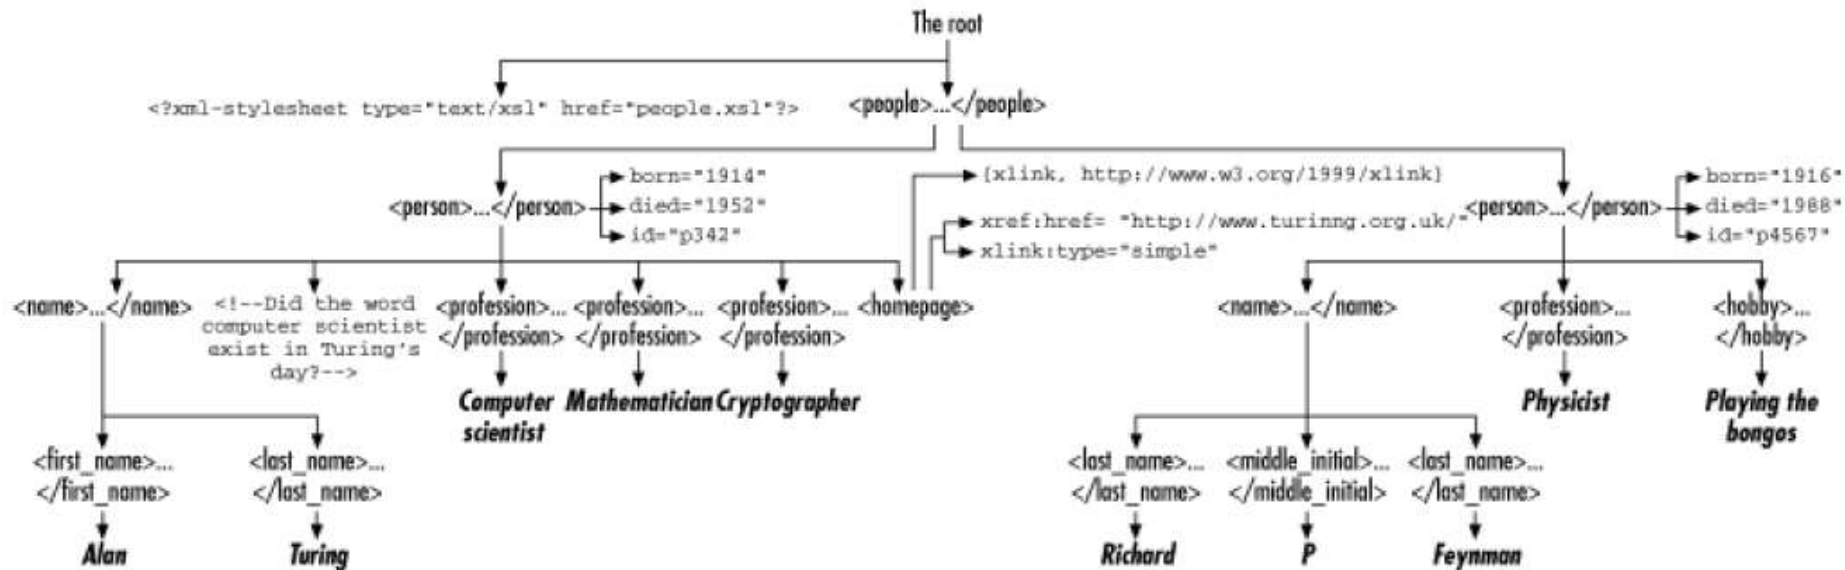 The root
<?xml-stylesheet type="text/xsl" href="people.xsl"?>
<people>...</people>
<person>...</person>
born="1914"
died="1952"
id="p342"
{xlink, http://www.w3.org/1999/xlink}
xref:href= "http://www.turinng.org.uk/"
xlink:type="simple"
<person>...</person>
born="1916"
died="1988"
id="p4567"
<name>...</name>
<!--Did the word
computer scientist
exist in Turing's
day?-->
<profession>...
</profession>
<profession>...
</profession>
<profession>...
</profession>
<homepage>
<name>...</name>
<profession>...
</profession>
<hobby>...
</hobby>
Computer
scientist
Mathematician
Cryptographer
Physicist
Playing the
bongos
<first_name>...
</first_name>
<last_name>...
</last_name>
<last_name>...
</last_name>
<middle_initial>...
</middle_initial>
<last_name>...
</last_name>
Alan
Turing
Richard
P
Feynman